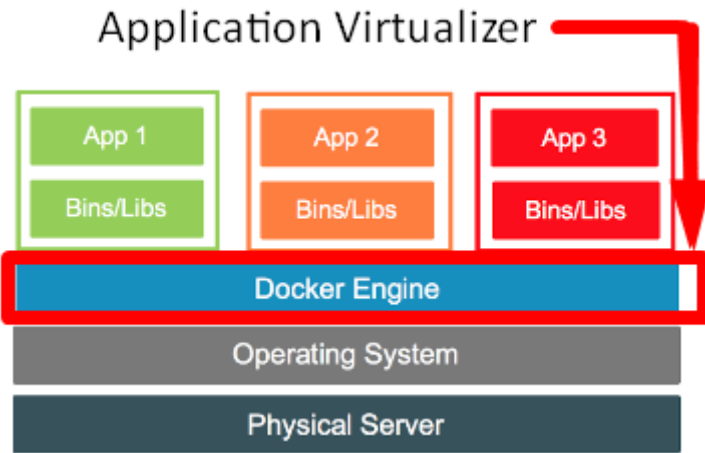 Application Virtualizer
App 1
App 2
App 3
Bins/Libs
Bins/Libs
Bins/Libs
Docker Engine
Operating System
Physical Server